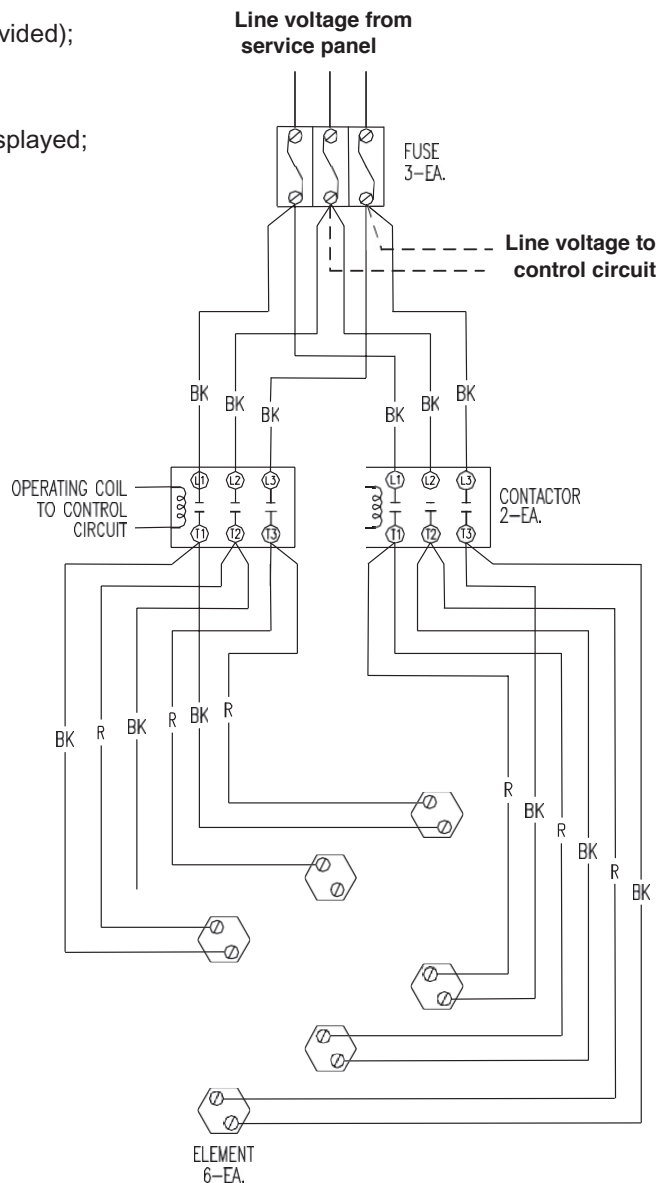 vided);
Line voltage from
service panel
splayed;
FUSE
3-EA.
Line voltage to
control circuit
BK
BK
BK
BK
BK
BK
L1
L2
L3
L1
L2
L3
OPERATING COIL
TO CONTROL
CIRCUIT
CONTACTOR
2-EA.
T1
T2
T3
T1
T2
T3
BK
R
BK
R
BK
R
R
BK
R
BK
R
BK
ELEMENT
6-EA.